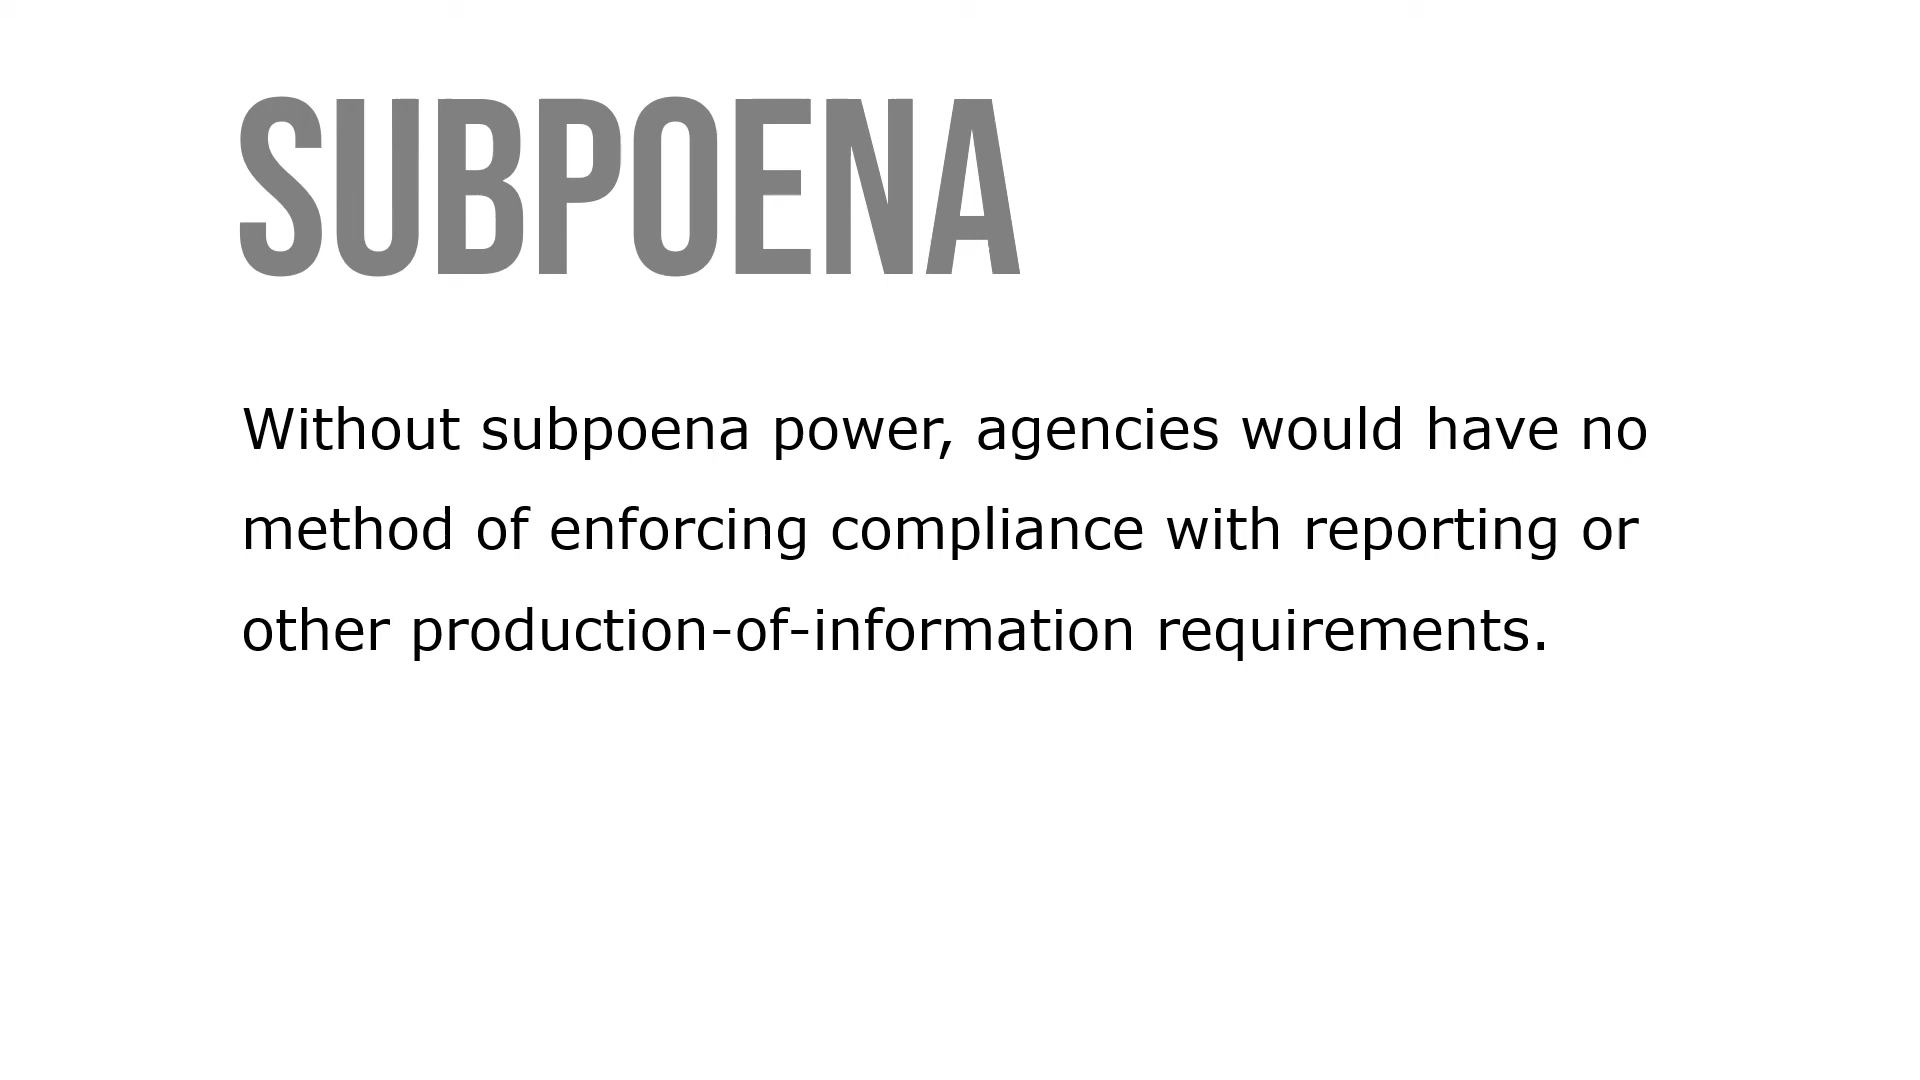 SUBPOENA
Without subpoena power, agencies would have no
method of enforcing compliance with reporting or
other production-of-information requirements.